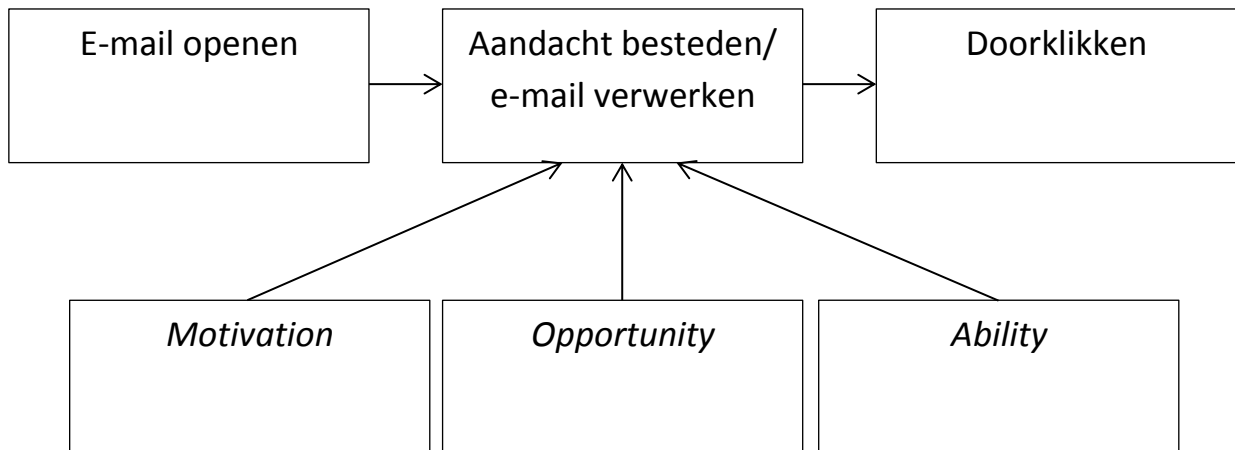 E-mail openen
Aandacht besteden/
e-mail verwerken
Doorklikken
Motivation
Opportunity
Ability